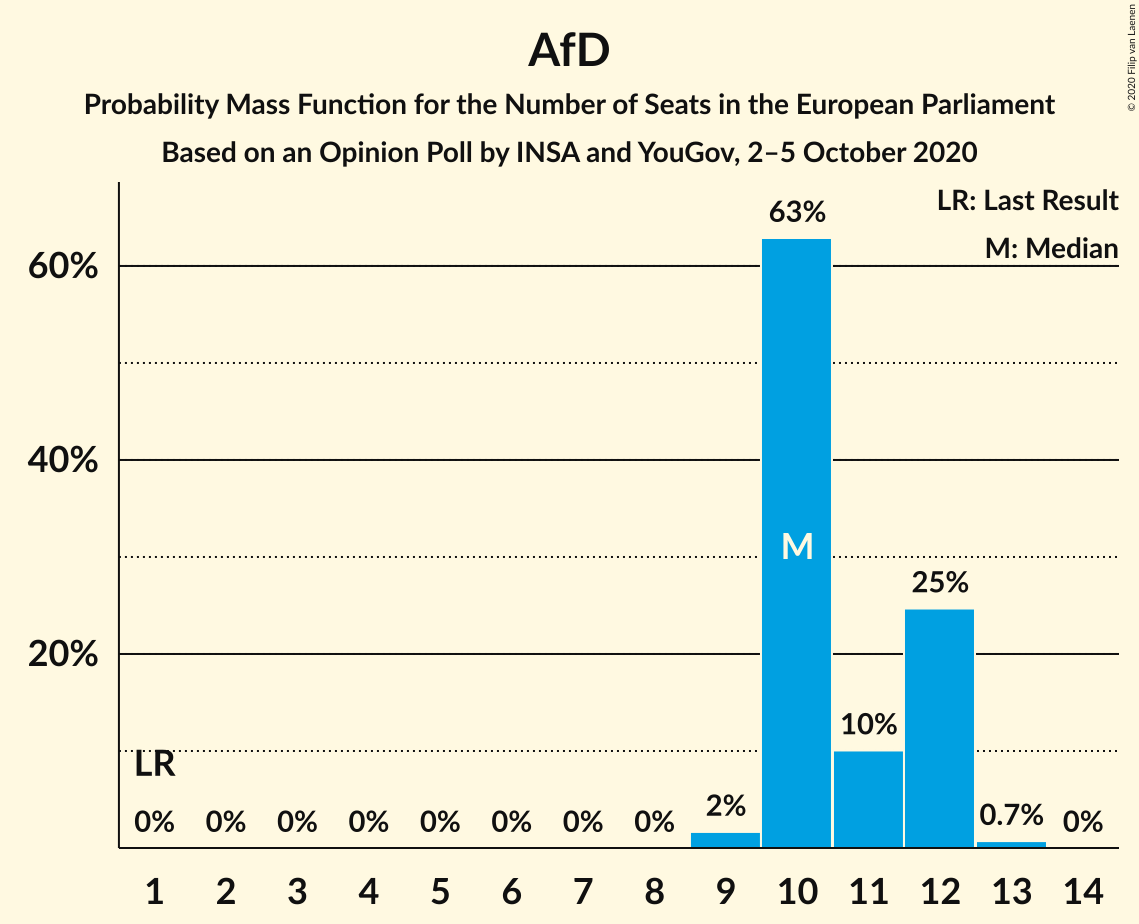 AfD
Probability Mass Function for the Number of Seats in the European Parliament
Based on an Opinion Poll by INSA and YouGov, 2–5 October 2020
© 2020 Filip van Laenen
LR: Last Result
M: Median
60%
40%
20%
63%
M
25%
10%
LR
0% 0% 0% 0% 0% 0% 0% 0% 2% 0.7% 0%
1 2 3 4 5 6 7 8 9 10 11 12 13 14